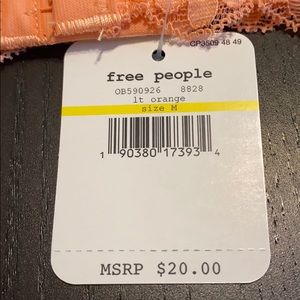 CP3509 48 49
free people
OB590926 8828
lt orange
size M
1 90380 17393 4
MSRP $20.00